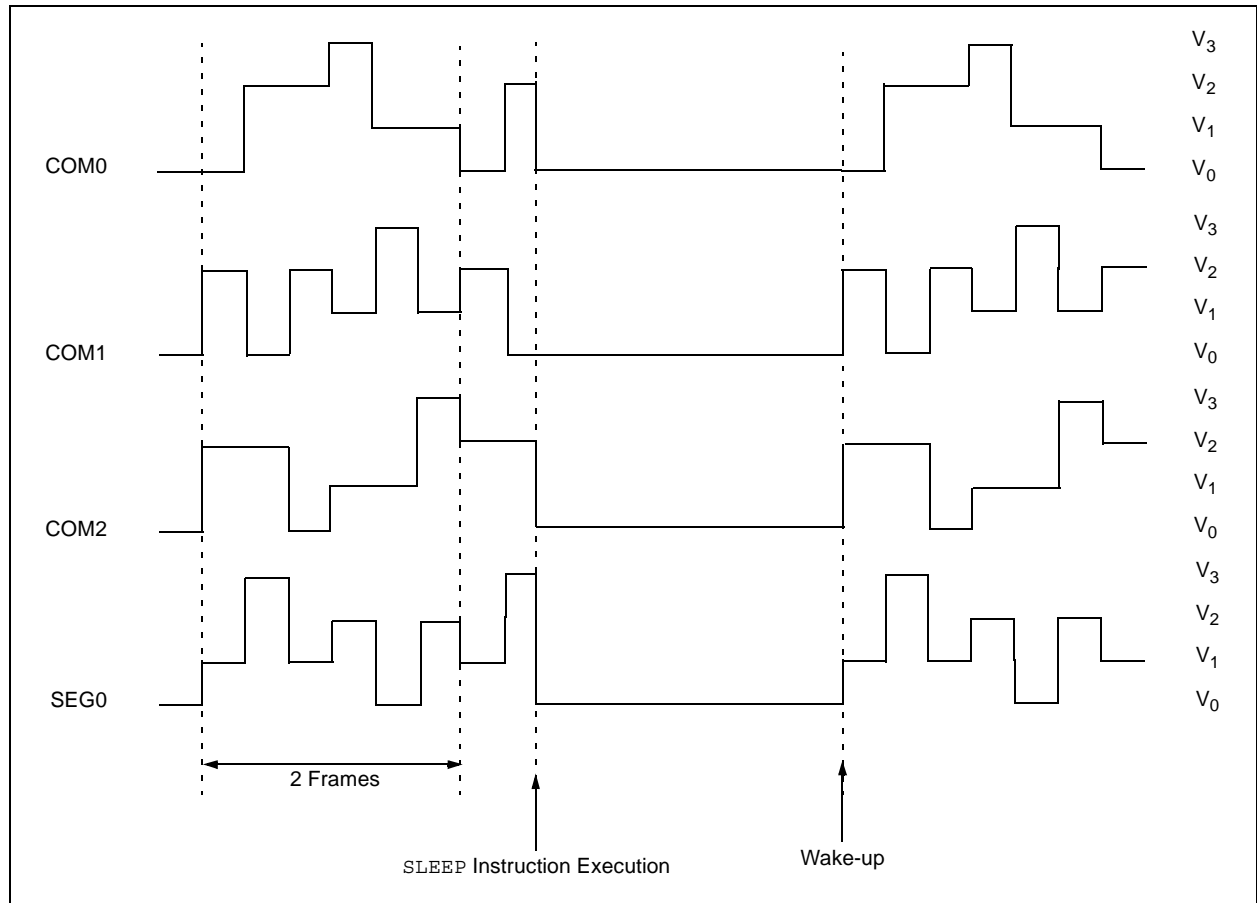 V3
V2
V1
COM0 V0
V3
V2
V1
COM1 V0
V3
V2
V1
COM2 V0
V3
V2
V1
SEG0 V0
2 Frames
SLEEP Instruction Execution
Wake-up